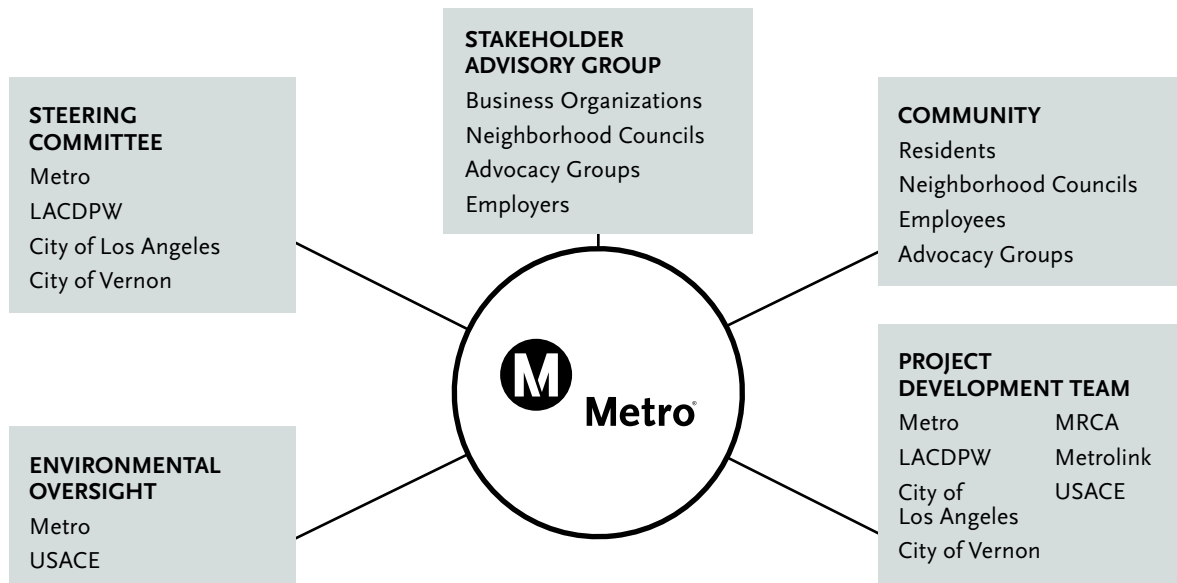 STAKEHOLDER
ADVISORY GROUP
Business Organizations
Neighborhood Councils
Advocacy Groups
Employers
STEERING
COMMITTEE
Metro
LACDPW
City of Los Angeles
City of Vernon
COMMUNITY
Residents
Neighborhood Councils
Employees
Advocacy Groups
M
Metro®
ENVIRONMENTAL
OVERSIGHT
Metro
USACE
PROJECT
DEVELOPMENT TEAM
Metro
LACDPW
City of
Los Angeles
City of Vernon
MRCA
Metrolink
USACE